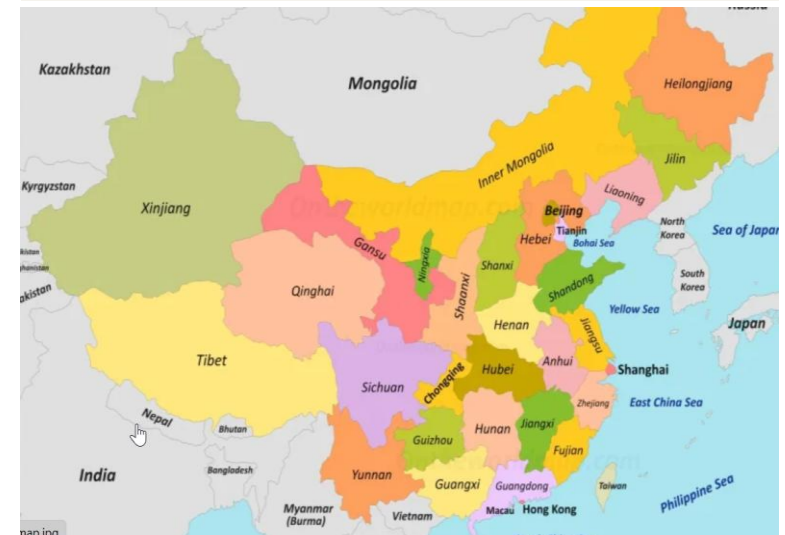 Russia
Kazakhstan
Mongolia
Heilongjiang
Jilin
Inner Mongolia
Kyrgyzstan
Xinjiang
Liaoning
Beijing
Tianjin
North
Korea
Sea of Japan
Gansu
Hebei
Bohai Sea
kistan
Ningxia
Shanxi
South
Korea
akistan
Qinghai
Shaanxi
Shandong
Yellow Sea
Henan
Jiangsu
Japan
Tibet
Sichuan
Chongqing
Hubei
Anhui
Shanghai
Zhejiang
East China Sea
Nepal
Bhutan
Guizhou
Hunan
Jiangxi
Fujian
India
Bangladesh
Yunnan
Guangxi
Guangdong
Taiwan
Philippine Sea
Myanmar
(Burma)
Vietnam
Macau
Hong Kong
map.jpg